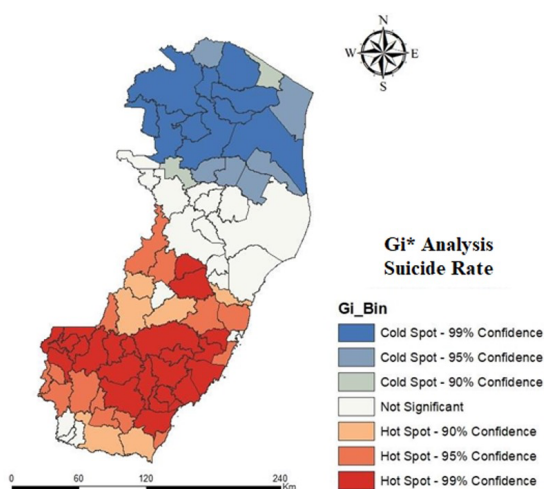 N
W E
S
Gi* Analysis
Suicide Rate
Gi_Bin
Cold Spot - 99% Confidence
Cold Spot - 95% Confidence
Cold Spot - 90% Confidence
Not Significant
Hot Spot - 90% Confidence
Hot Spot - 95% Confidence
Hot Spot - 99% Confidence
0 60 120 240
Km